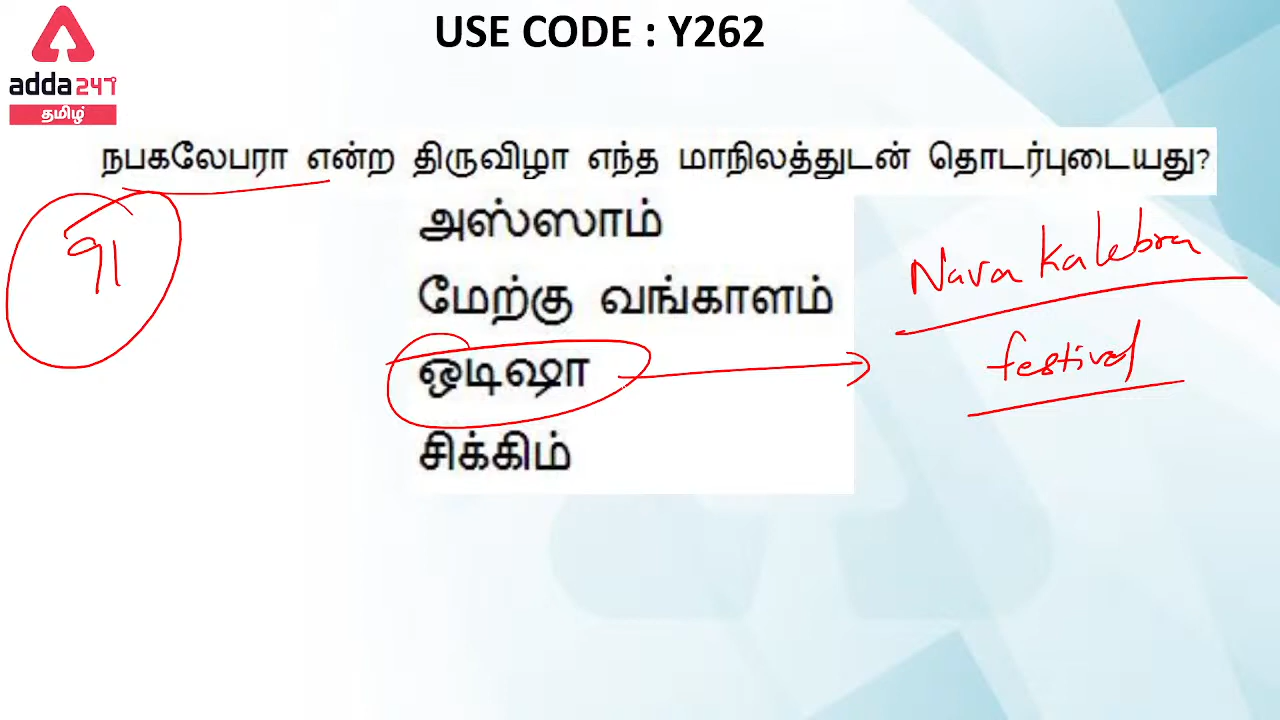 USE CODE : Y262
adda247
தமிழ்
நபகலேபரா என்ற திருவிழா எந்த மாநிலத்துடன் தொடர்புடையது?
91
அஸ்ஸாம்
மேற்கு வங்காளம்
ஒடிஷா
சிக்கிம்
Nava Kalebra
festival